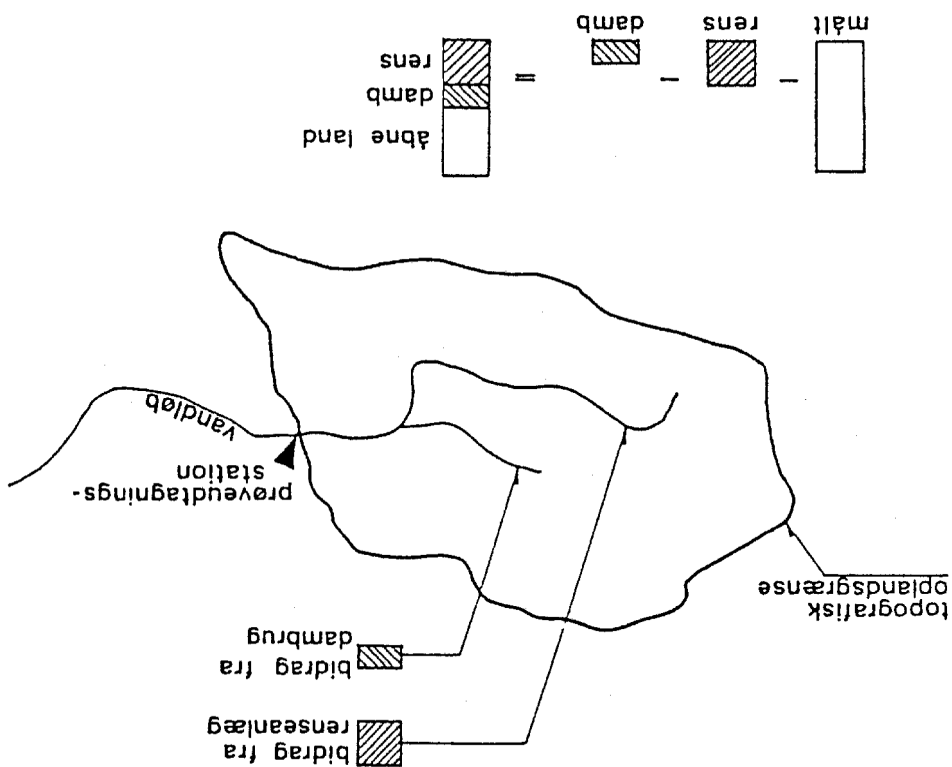 bidrag fra
renseanlæg
bidrag fra
dambrug
topografisk
oplandsgrænse
prøveudtagnings-
station
vandløb
åbne land
damb
rens
- - =
målt rens damb